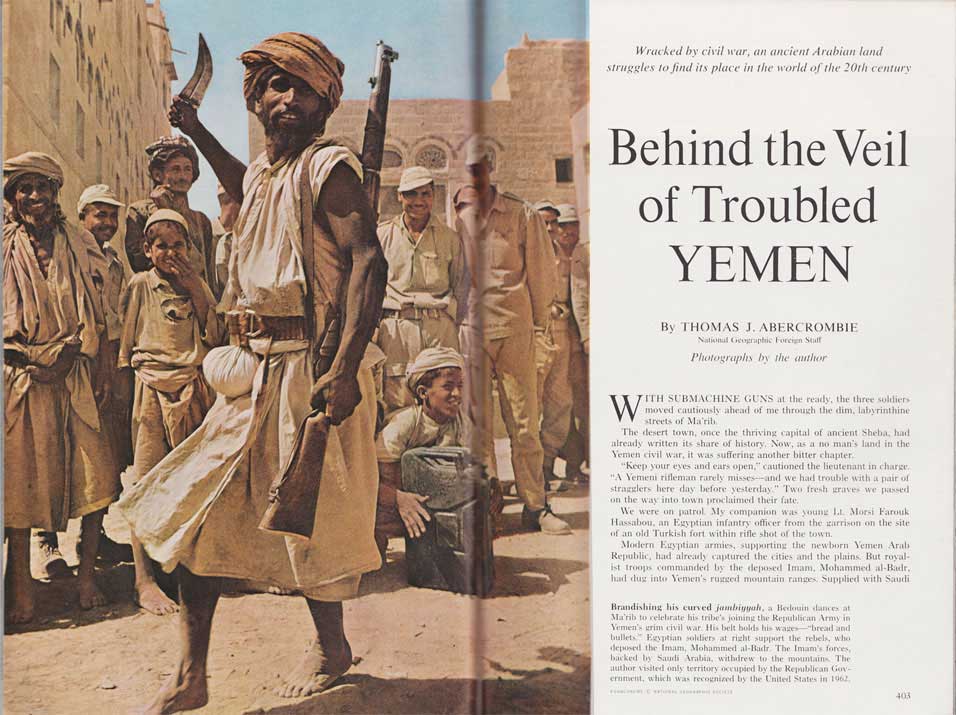 Wracked by civil war, an ancient Arabian land
struggles to find its place in the world of the 20th century
Behind the Veil
of Troubled
YEMEN
By THOMAS J. ABERCROMBIE
National Geographic Foreign Staff
Photographs by the author
WITH SUBMACHINE GUNS at the ready, the three soldiers
moved cautiously ahead of me through the dim, labyrinthine
streets of Ma'rib.
The desert town, once the thriving capital of ancient Sheba, had
already written its share of history. Now, as a no man's land in the
Yemen civil war, it was suffering another bitter chapter.
"Keep your eyes and ears open," cautioned the lieutenant in charge.
"A Yemeni rifleman rarely misses—and we had trouble with a pair of
stragglers here day before yesterday." Two fresh graves we passed
on the way into town proclaimed their fate.
We were on patrol. My companion was young Lt. Morsi Farouk
Hassabou, an Egyptian infantry officer from the garrison on the site
of an old Turkish fort within rifle shot of the town.
Modern Egyptian armies, supporting the newborn Yemen Arab
Republic, had already captured the cities and the plains. But royal-
ist troops commanded by the deposed Imam, Mohammed al-Badr,
had dug into Yemen's rugged mountain ranges. Supplied with Saudi
Brandishing his curved jambiyyah, a Bedouin dances at
Ma'rib to celebrate his tribe's joining the Republican Army in
Yemen's grim civil war. His belt holds his wages—"bread and
bullets." Egyptian soldiers at right support the rebels, who
deposed the Imam, Mohammed al-Badr. The Imam's forces,
backed by Saudi Arabia, withdrew to the mountains. The
author visited only territory occupied by the Republican Gov-
ernment, which was recognized by the United States in 1962.
© NATIONAL GEOGRAPHIC SOCIETY
403